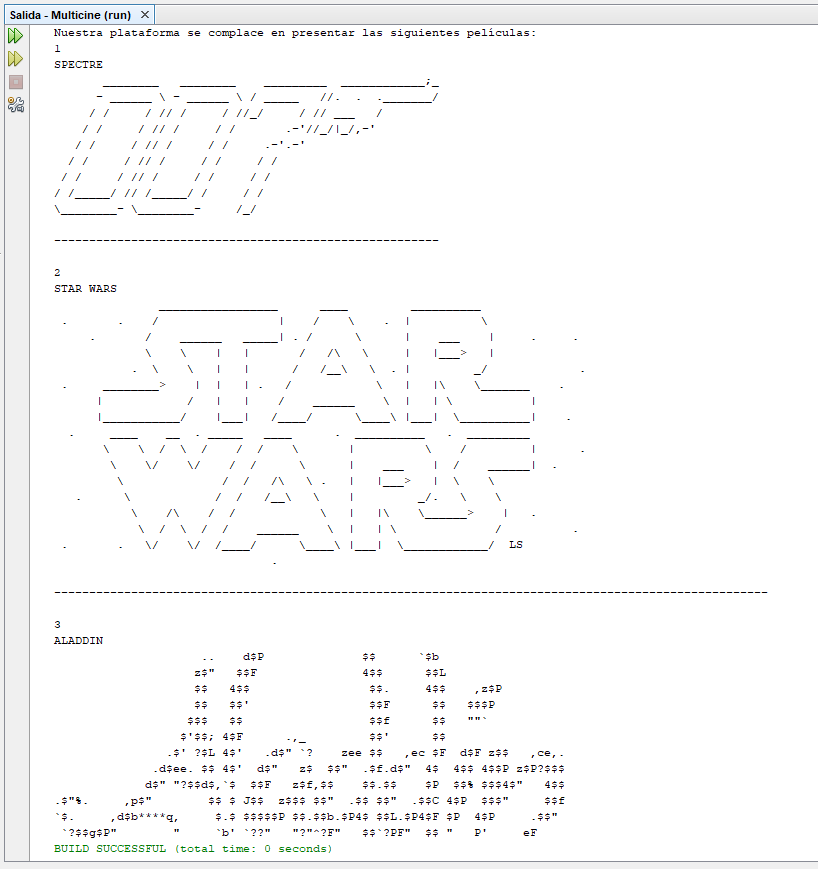 Salida - Multicine (run)
Nuestra plataforma se complace en presentar las siguientes películas:
1
SPECTRE
2
STAR WARS
LS
3
ALADDIN
BUILD SUCCESSFUL (total time: 0 seconds)